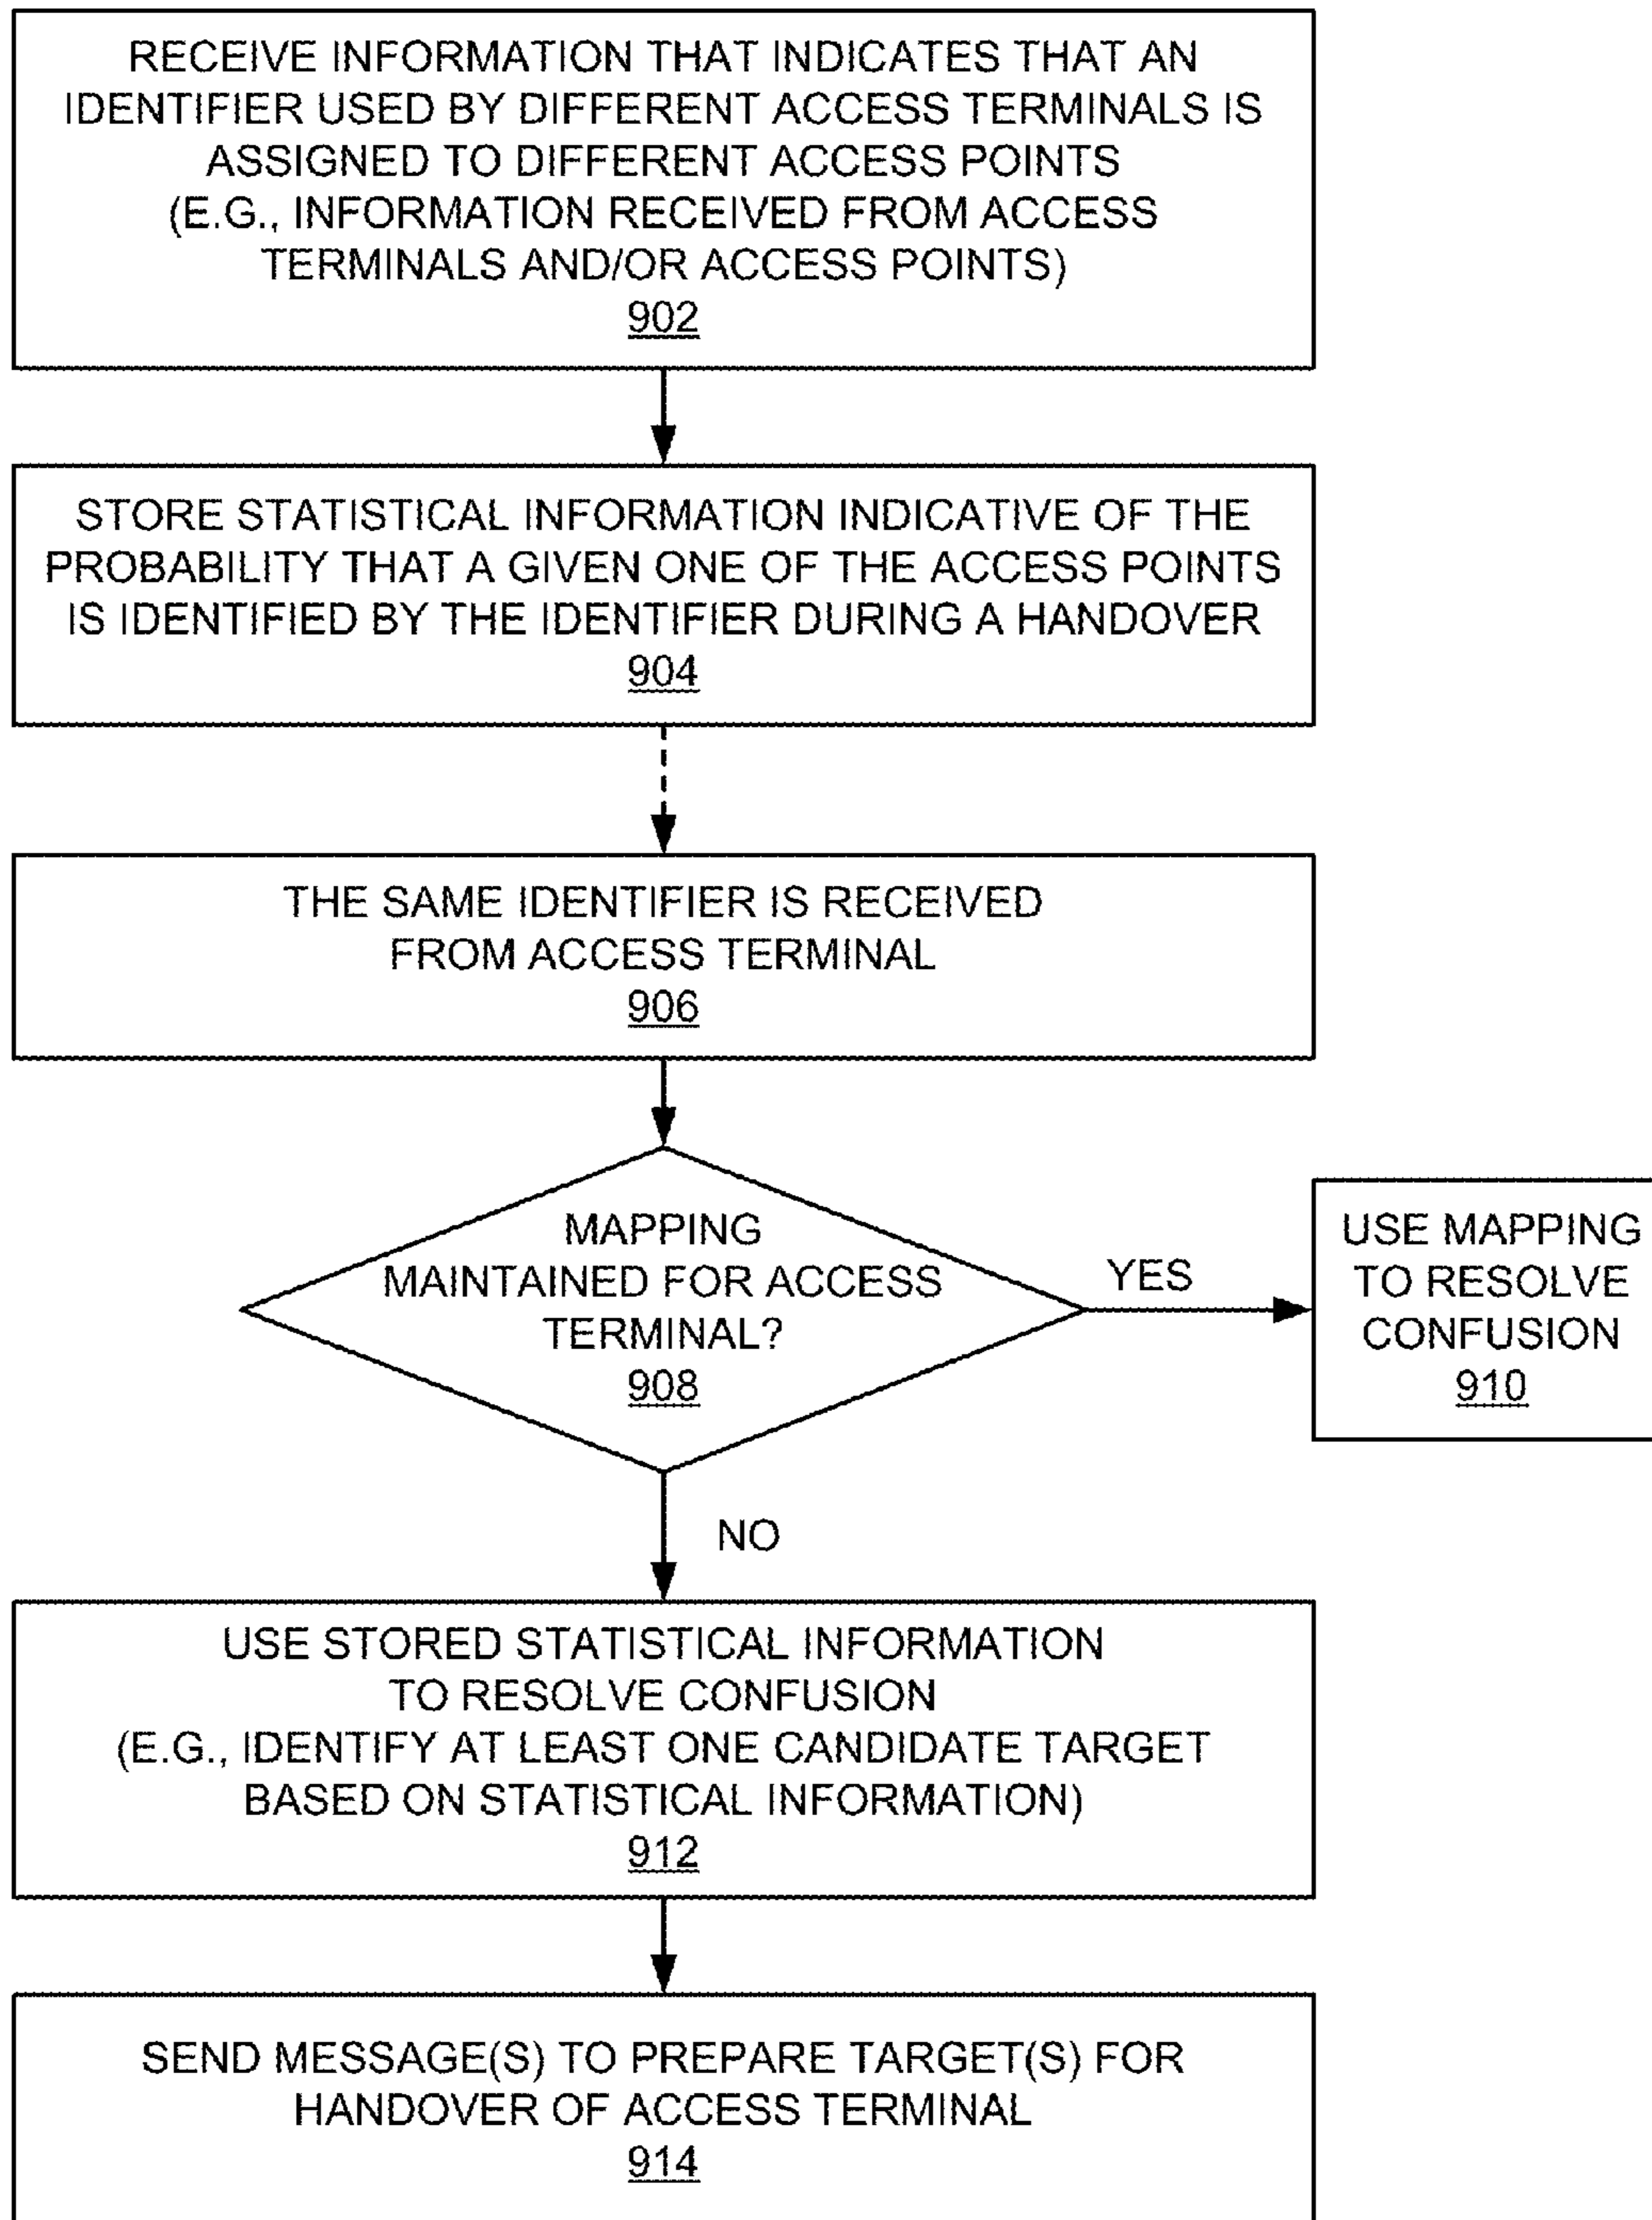 RECEIVE INFORMATION THAT INDICATES THAT AN
IDENTIFIER USED BY DIFFERENT ACCESS TERMINALS IS
ASSIGNED TO DIFFERENT ACCESS POINTS
(E.G., INFORMATION RECEIVED FROM ACCESS
TERMINALS AND/OR ACCESS POINTS)
902
STORE STATISTICAL INFORMATION INDICATIVE OF THE
PROBABILITY THAT A GIVEN ONE OF THE ACCESS POINTS
IS IDENTIFIED BY THE IDENTIFIER DURING A HANDOVER
904
THE SAME IDENTIFIER IS RECEIVED
FROM ACCESS TERMINAL
906
MAPPING
MAINTAINED FOR ACCESS
TERMINAL?
908
YES
USE MAPPING
TO RESOLVE
CONFUSION
910
NO
USE STORED STATISTICAL INFORMATION
TO RESOLVE CONFUSION
(E.G., IDENTIFY AT LEAST ONE CANDIDATE TARGET
BASED ON STATISTICAL INFORMATION)
912
SEND MESSAGE(S) TO PREPARE TARGET(S) FOR
HANDOVER OF ACCESS TERMINAL
914